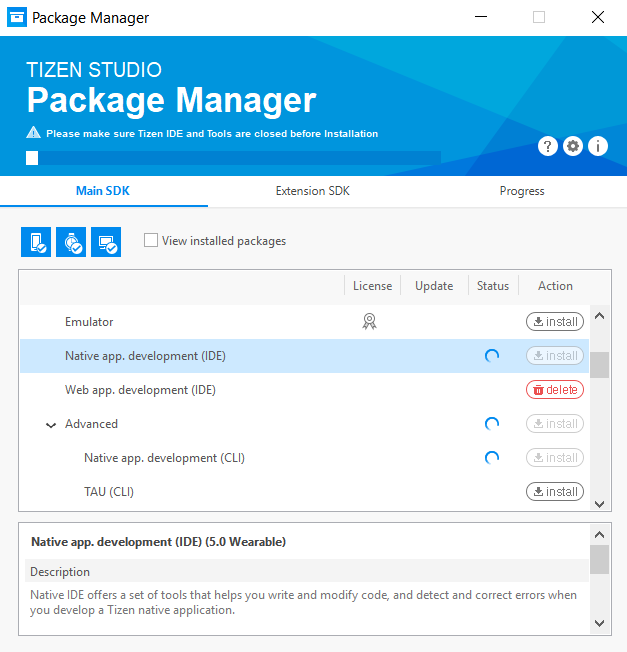 Package Manager
TIZEN STUDIO
Package Manager
Please make sure Tizen IDE and Tools are closed before Installation
Main SDK
Extension SDK
Progress
View installed packages
License Update Status Action
Emulator install
Native app. development (IDE) install
Web app. development (IDE) delete
Advanced install
Native app. development (CLI) install
TAU (CLI) install
Native app. development (IDE) (5.0 Wearable)
Description
Native IDE offers a set of tools that helps you write and modify code, and detect and correct errors when
you develop a Tizen native application.